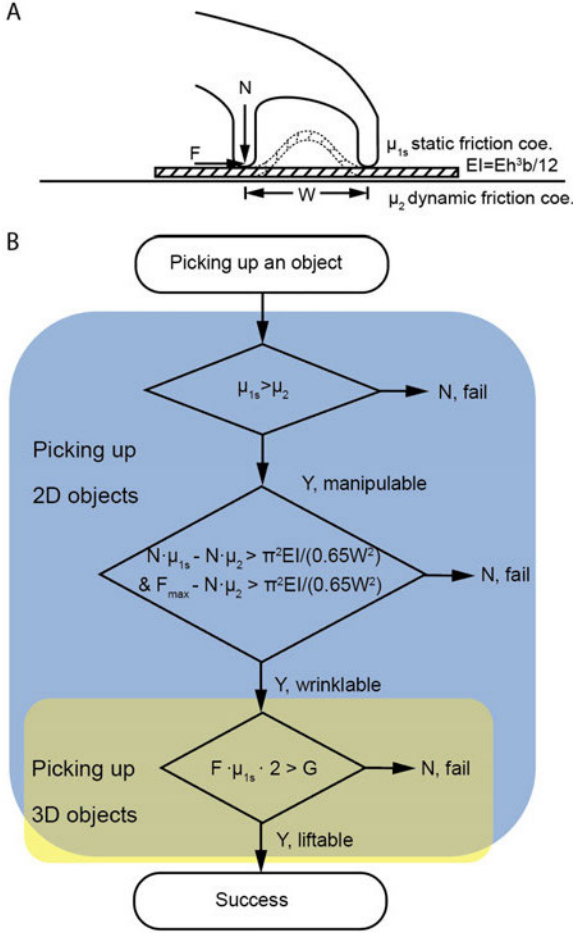 A
N
F
μ₁ₛ static friction coe.
EI=Eh³b/12
W
μ₂ dynamic friction coe.
B
Picking up an object
μ₁ₛ>μ₂
N, fail
Picking up
2D objects
Y, manipulable
N·μ₁ₛ - N·μ₂ > π²EI/(0.65W²)
& Fₘₐₓ - N·μ₂ > π²EI/(0.65W²)
N, fail
Y, wrinklable
Picking up
3D objects
F·μ₁ₛ· 2 > G
N, fail
Y, liftable
Success